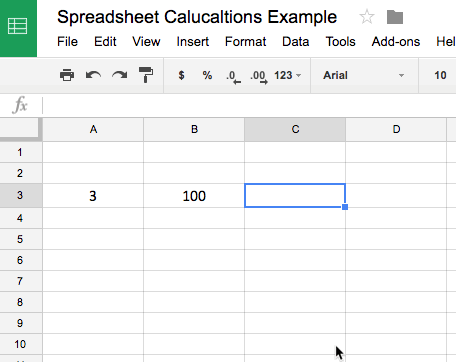 Spreadsheet Calucaltions Example
File Edit View Insert Format Data Tools Add-ons Hel
$ % .0 .00 123 Arial 10
fx
A B C D
1
2
3 3 100
4
5
6
7
8
9
10